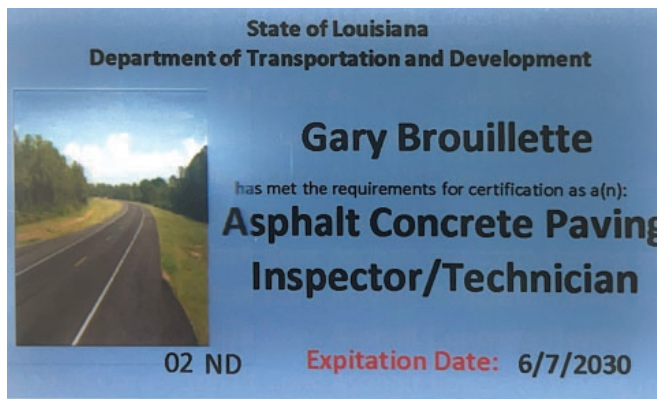 State of Louisiana
Department of Transportation and Development
Gary Brouillette
has met the requirements for certification as a(n):
Asphalt Concrete Paving
Inspector/Technician
02 ND
Expitation Date: 6/7/2030